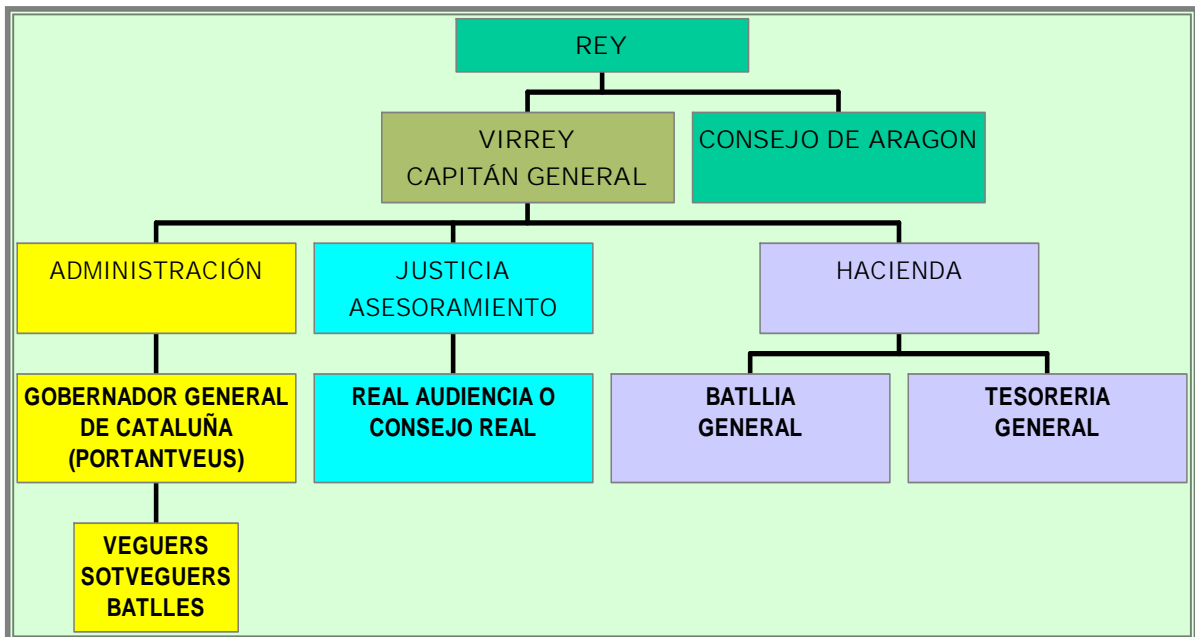 REY
VIRREY
CAPITÁN GENERAL
CONSEJO DE ARAGON
ADMINISTRACIÓN
JUSTICIA
ASESORAMIENTO
HACIENDA
GOBERNADOR GENERAL
DE CATALUÑA
(PORTANTVEUS)
REAL AUDIENCIA O
CONSEJO REAL
BATLLIA
GENERAL
TESORERIA
GENERAL
VEGUERS
SOTVEGUERS
BATLLES